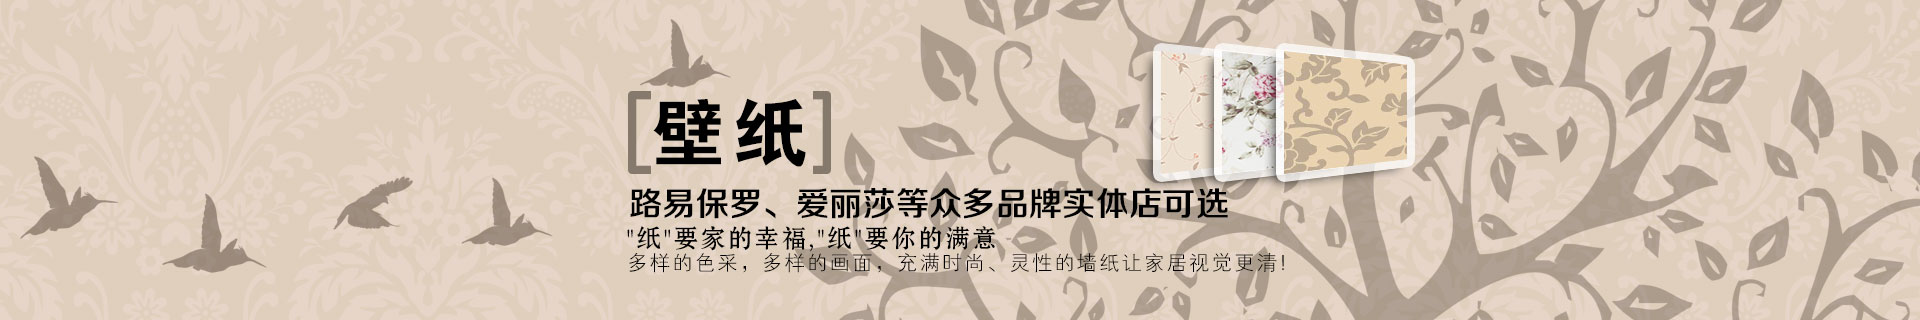 [壁纸]
路易保罗、爱丽莎等众多品牌实体店可选
"纸"要家的幸福,"纸"要你的满意
多样的色采，多样的画面，充满时尚、灵性的墙纸让家居视觉更清!